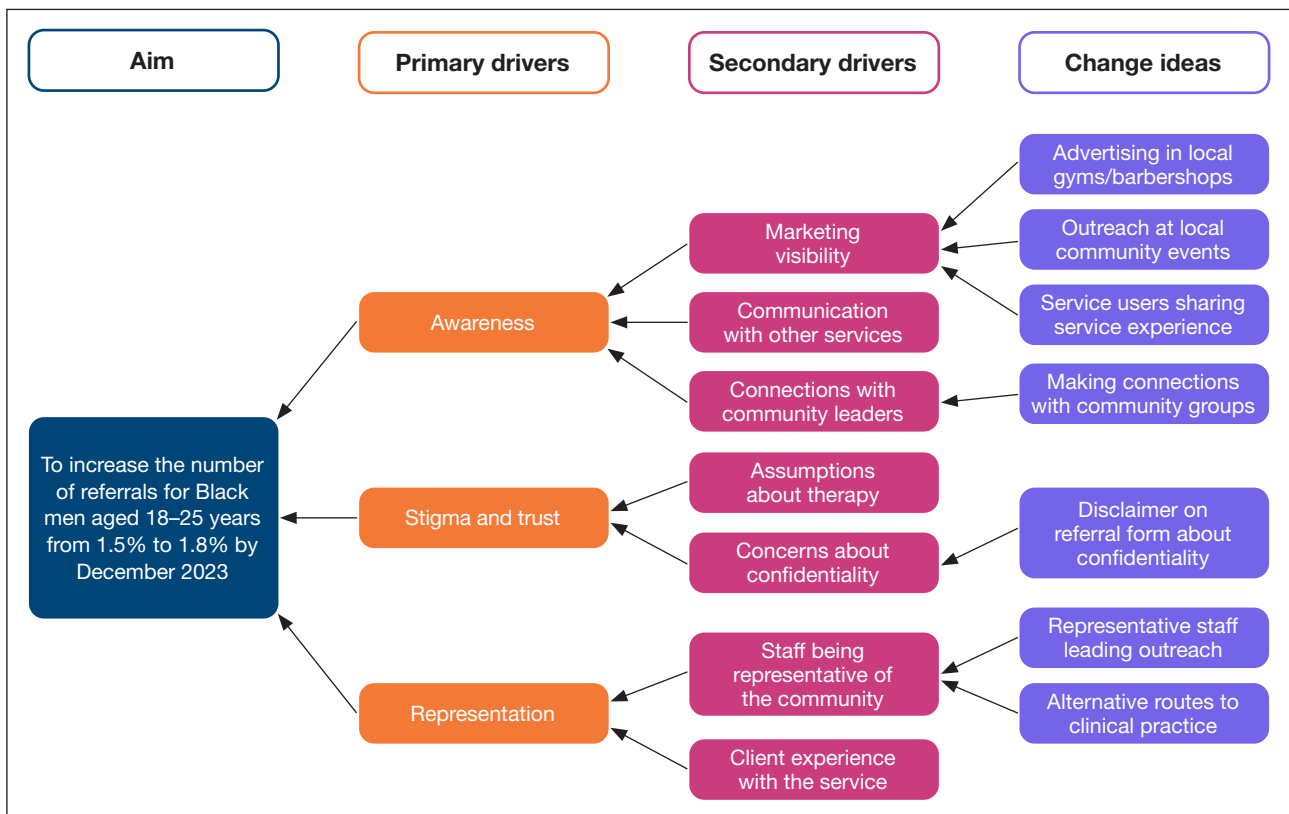 Aim
Primary drivers
Secondary drivers
Change ideas
To increase the number
of referrals for Black
men aged 18–25 years
from 1.5% to 1.8% by
December 2023
Awareness
Stigma and trust
Representation
Marketing
visibility
Communication
with other services
Connections with
community leaders
Assumptions
about therapy
Concerns about
confidentiality
Staff being
representative of
the community
Client experience
with the service
Advertising in local
gyms/barbershops
Outreach at local
community events
Service users sharing
service experience
Making connections
with community groups
Disclaimer on
referral form about
confidentiality
Representative staff
leading outreach
Alternative routes to
clinical practice